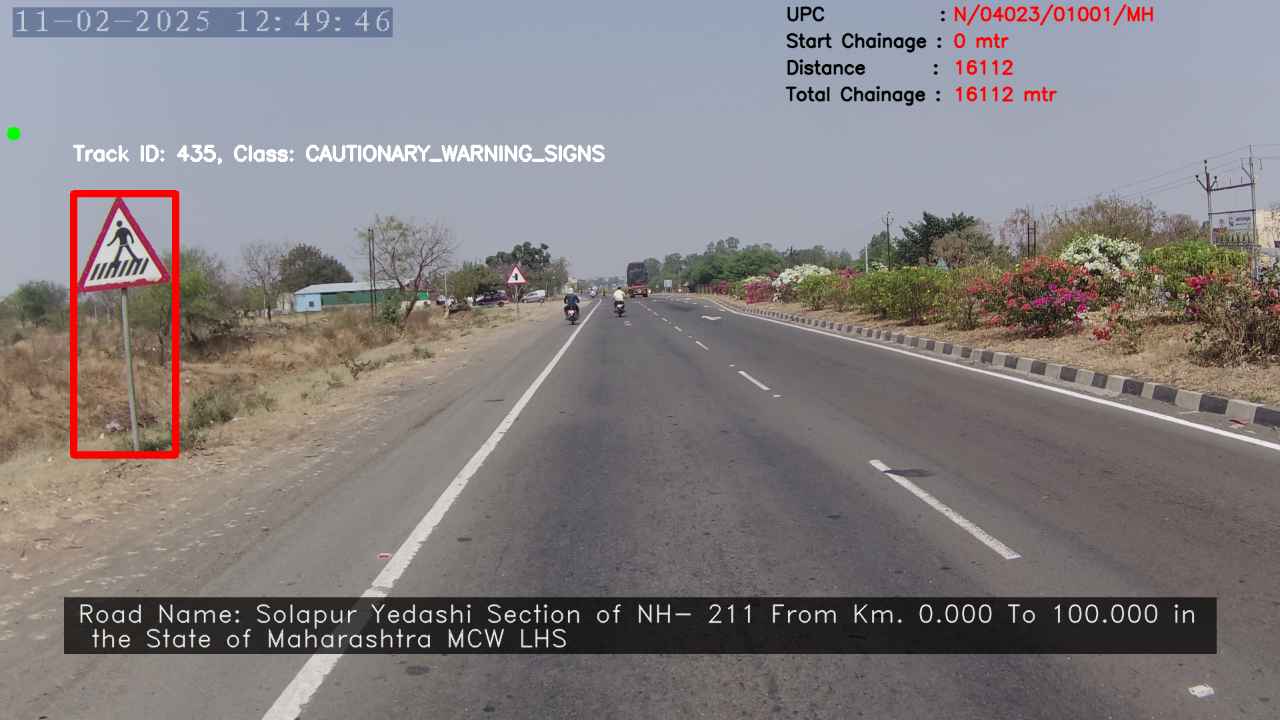 11-02-2025 12:49:46
UPC : N/04023/01001/MH
Start Chainage : 0 mtr
Distance : 16112
Total Chainage : 16112 mtr
Track ID: 435, Class: CAUTIONARY_WARNING_SIGNS
Road Name: Solapur Yedashi Section of NH- 211 From Km. 0.000 To 100.000 in
the State of Maharashtra MCW LHS